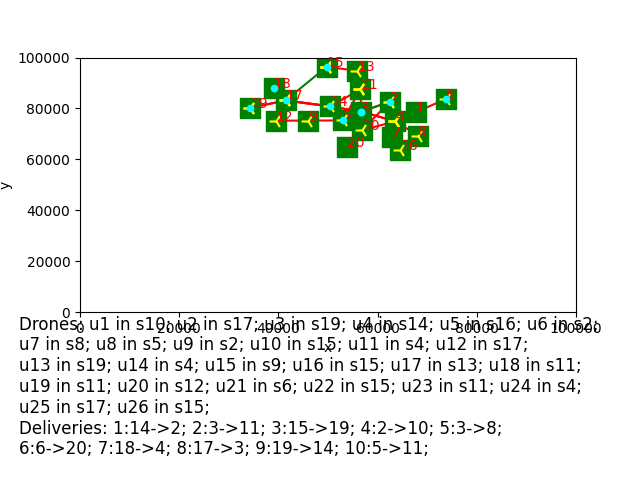 100000
80000
60000
40000
20000
0
y
0 20000 40000 60000 80000 100000
x
Drones: u1 in s10; u2 in s17; u3 in s19; u4 in s14; u5 in s16; u6 in s2;
u7 in s8; u8 in s5; u9 in s2; u10 in s15; u11 in s4; u12 in s17;
u13 in s19; u14 in s4; u15 in s9; u16 in s15; u17 in s13; u18 in s11;
u19 in s11; u20 in s12; u21 in s6; u22 in s15; u23 in s11; u24 in s4;
u25 in s17; u26 in s15;
Deliveries: 1:14->2; 2:3->11; 3:15->19; 4:2->10; 5:3->8;
6:6->20; 7:18->4; 8:17->3; 9:19->14; 10:5->11;